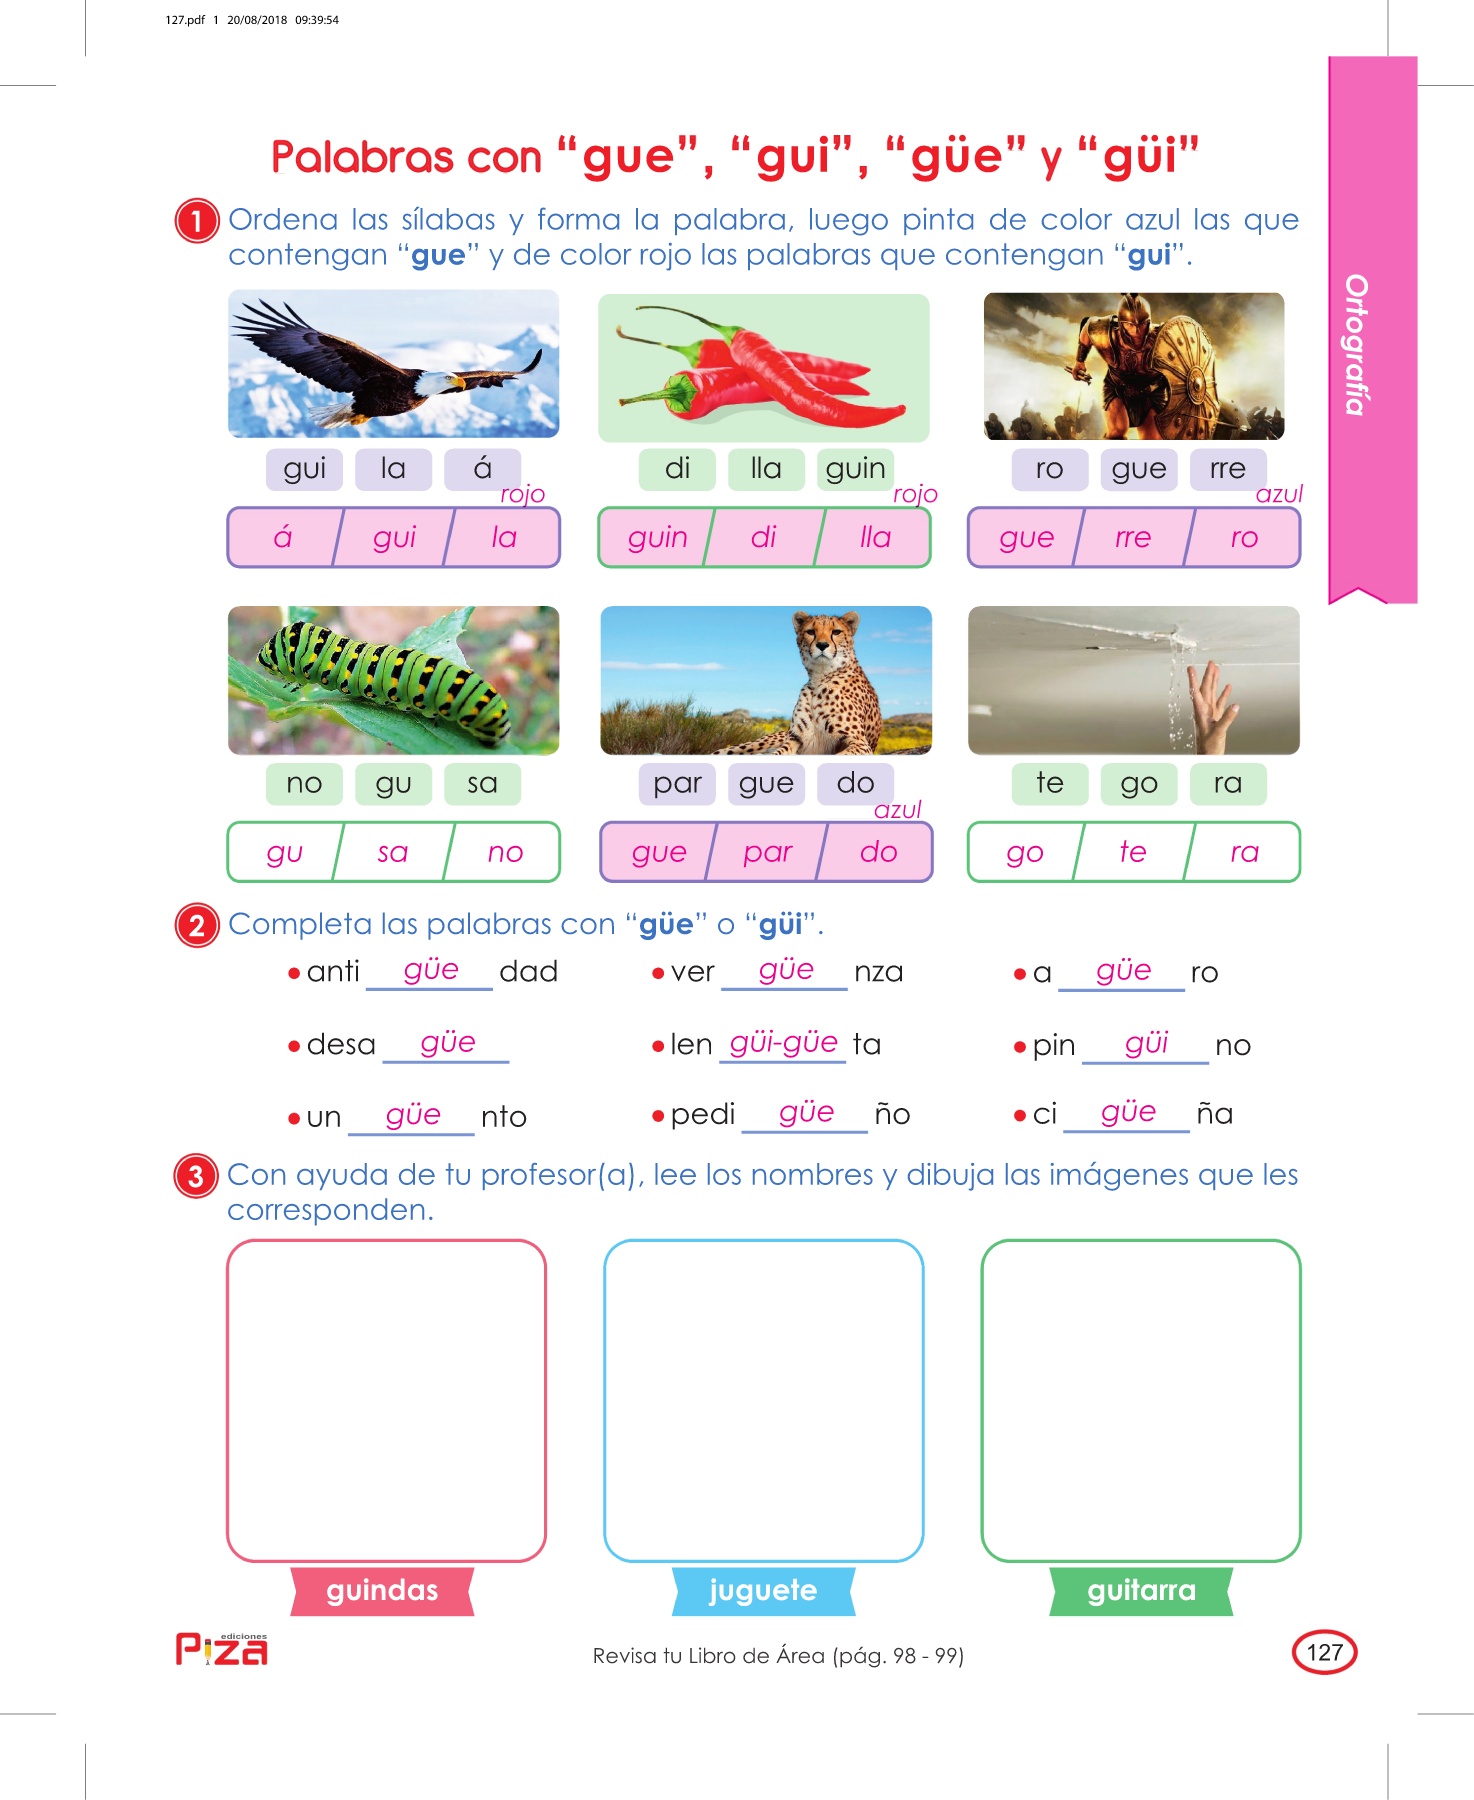 127.pdf 1 20/08/2018 09:39:54
Palabras con “gue”, “gui”, “güe” y “güi”
Ortografía
1 Ordena las sílabas y forma la palabra, luego pinta de color azul las que
contengan “gue” y de color rojo las palabras que contengan “gui”.
gui la á
rojo
á gui la
di lla guin
rojo
guin di lla
ro gue rre
azul
gue rre ro
no gu sa
gu sa no
par gue do
azul
gue par do
te go ra
go te ra
2 Completa las palabras con “güe” o “güi”.
• anti güe dad • ver güe nza • a güe ro
• desa güe • len güi-güe ta • pin güi no
• un güe nto • pedi güe ño • ci güe ña
3 Con ayuda de tu profesor(a), lee los nombres y dibuja las imágenes que les
corresponden.
guindas juguete guitarra
ediciones
Piza
Revisa tu Libro de Área (pág. 98 - 99)
127